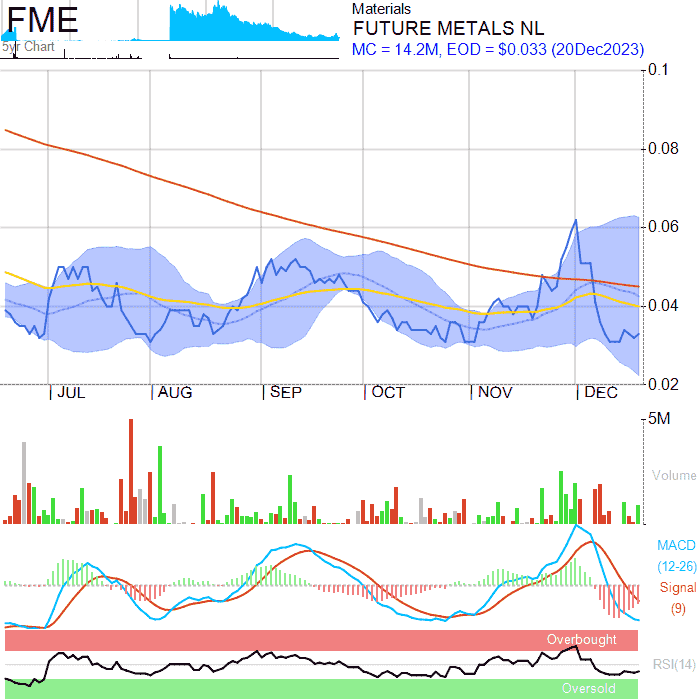 FME
5yr Chart
Materials
FUTURE METALS NL
MC = 14.2M, EOD = $0.033 (20Dec2023)
0.1
0.08
0.06
0.04
0.02
JUL AUG SEP OCT NOV DEC
5M
Volume
MACD
(12-26)
Signal
(9)
Overbought
RSI(14)
Oversold